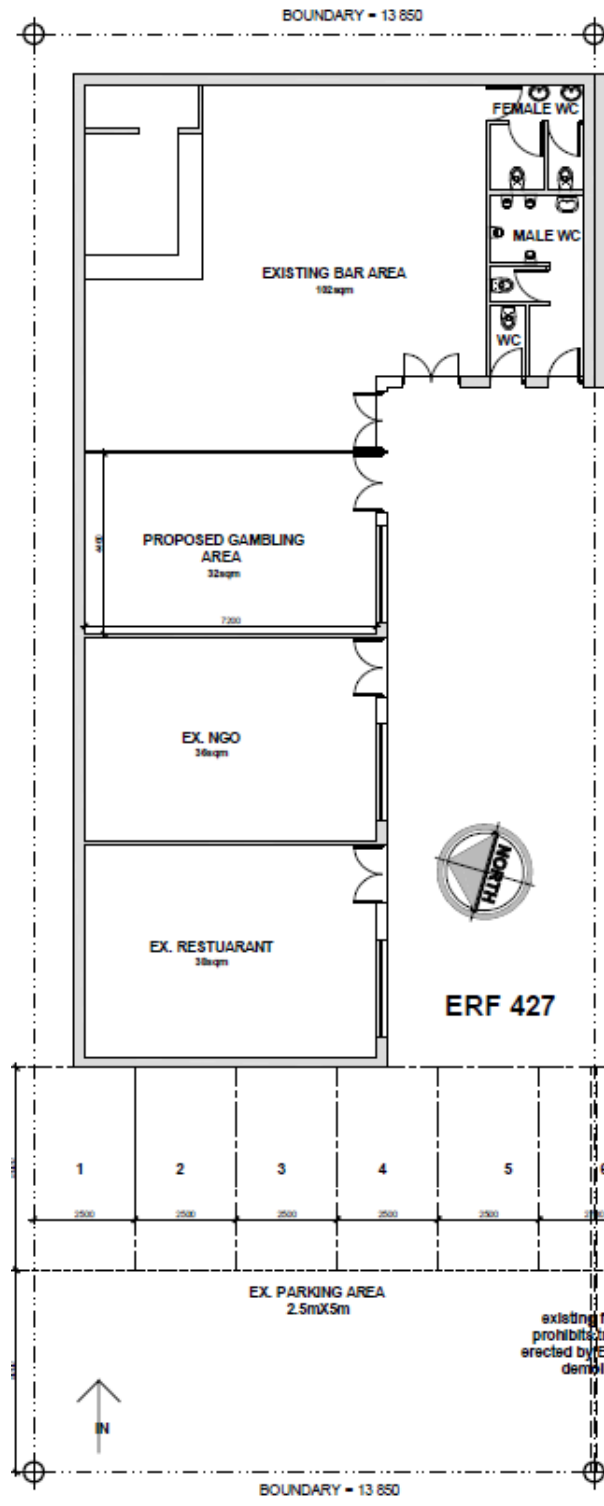 BOUNDARY = 13 850
FEMALE WC
MALE WC
EXISTING BAR AREA
102sqm
WC
PROPOSED GAMBLING
AREA
32sqm
7200
EX. NGO
36sqm
NORTH
EX. RESTUARANT
38sqm
ERF 427
1 2 3 4 5 6
2500 2500 2500 2500 2500
EX. PARKING AREA
2.5mX5m
existing
prohibits
erected by
IN
BOUNDARY = 13 850